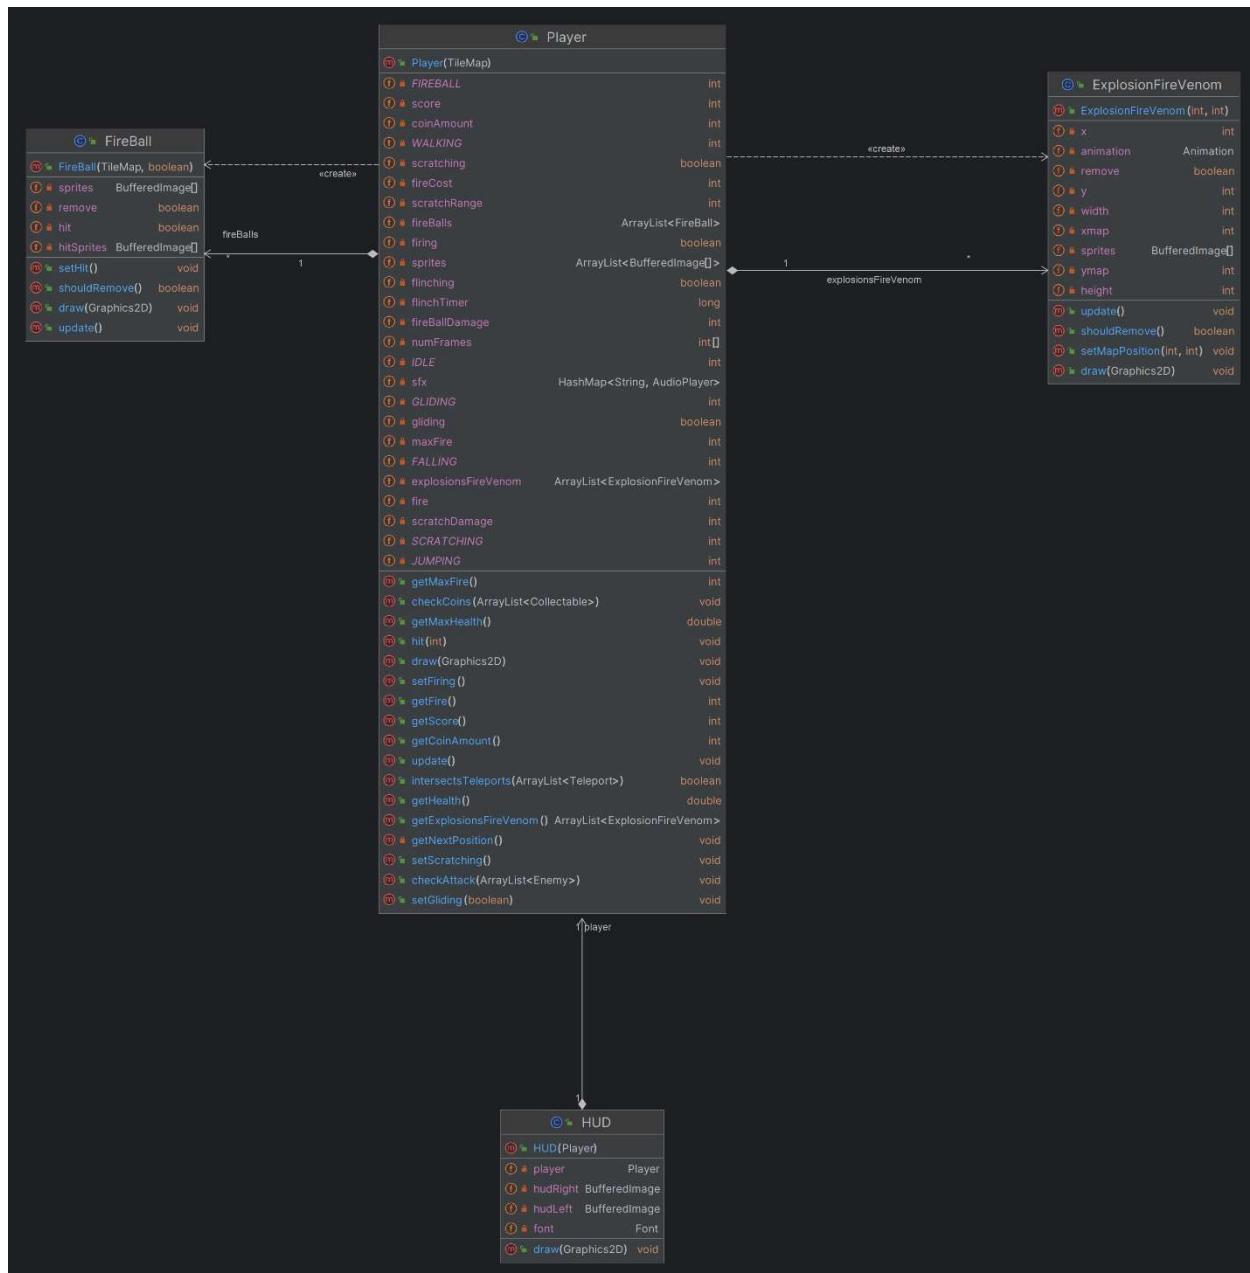 Player
Player(TileMap)
FIREBALL int
score int
coinAmount int
WALKING int
scratching boolean
fireCost int
scratchRange int
fireBalls ArrayList<FireBall>
firing boolean
sprites ArrayList<BufferedImage[]>
flinching boolean
flinchTimer long
fireBallDamage int
numFrames int[]
IDLE int
sfx HashMap<String, AudioPlayer>
GLIDING int
gliding boolean
maxFire int
FALLING int
explosionsFireVenom ArrayList<ExplosionFireVenom>
fire int
scratchDamage int
SCRATCHING int
JUMPING int
getMaxFire() int
checkCoins(ArrayList<Collectable>) void
getMaxHealth() double
hit(int) void
draw(Graphics2D) void
setFiring() void
getFire() int
getScore() int
getCoinAmount() int
update() void
intersectsTeleports(ArrayList<Teleport>) boolean
getHealth() double
getExplosionsFireVenom() ArrayList<ExplosionFireVenom>
getNextPosition() void
setScratching() void
checkAttack(ArrayList<Enemy>) void
setGliding(boolean) void
FireBall
FireBall(TileMap, boolean)
sprites BufferedImage[]
remove boolean
hit boolean
hitSprites BufferedImage[]
setHit() void
shouldRemove() boolean
draw(Graphics2D) void
update() void
«create»
fireBalls
* 1
ExplosionFireVenom
ExplosionFireVenom(int, int)
x int
animation Animation
remove boolean
y int
width int
xmap int
sprites BufferedImage[]
ymap int
height int
update() void
shouldRemove() boolean
setMapPosition(int, int) void
draw(Graphics2D) void
«create»
1 *
explosionsFireVenom
1 player
1
HUD
HUD(Player)
player Player
hudRight BufferedImage
hudLeft BufferedImage
font Font
draw(Graphics2D) void